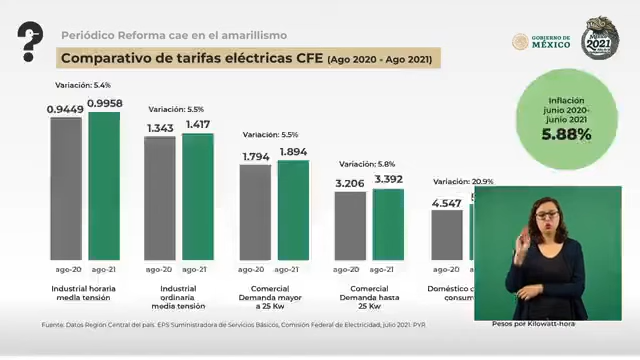 Periódico Reforma cae en el amarillismo
Comparativo de tarifas eléctricas CFE (Ago 2020 - Ago 2021)
GOBIERNO DE
MÉXICO
2021
Inflación
junio 2020-
junio 2021
5.88%
Variación: 5.4%
0.9449 0.9958
Variación: 5.5%
1.343 1.417
Variación: 5.5%
1.794 1.894
Variación: 5.8%
3.206 3.392
Variación: 20.9%
4.547
ago-20 ago-21 ago-20 ago-21 ago-20 ago-21 ago-20 ago-21 ago-20
Industrial horaria
media tensión
Industrial
ordinaria
media tensión
Comercial
Demanda mayor
a 25 Kw
Comercial
Demanda hasta
25 Kw
Doméstico
consum
Fuente: Datos Región Central del país. EPS Suministradora de Servicios Básicos, Comisión Federal de Electricidad, julio 2021. PYR
Pesos por Kilowatt-hora